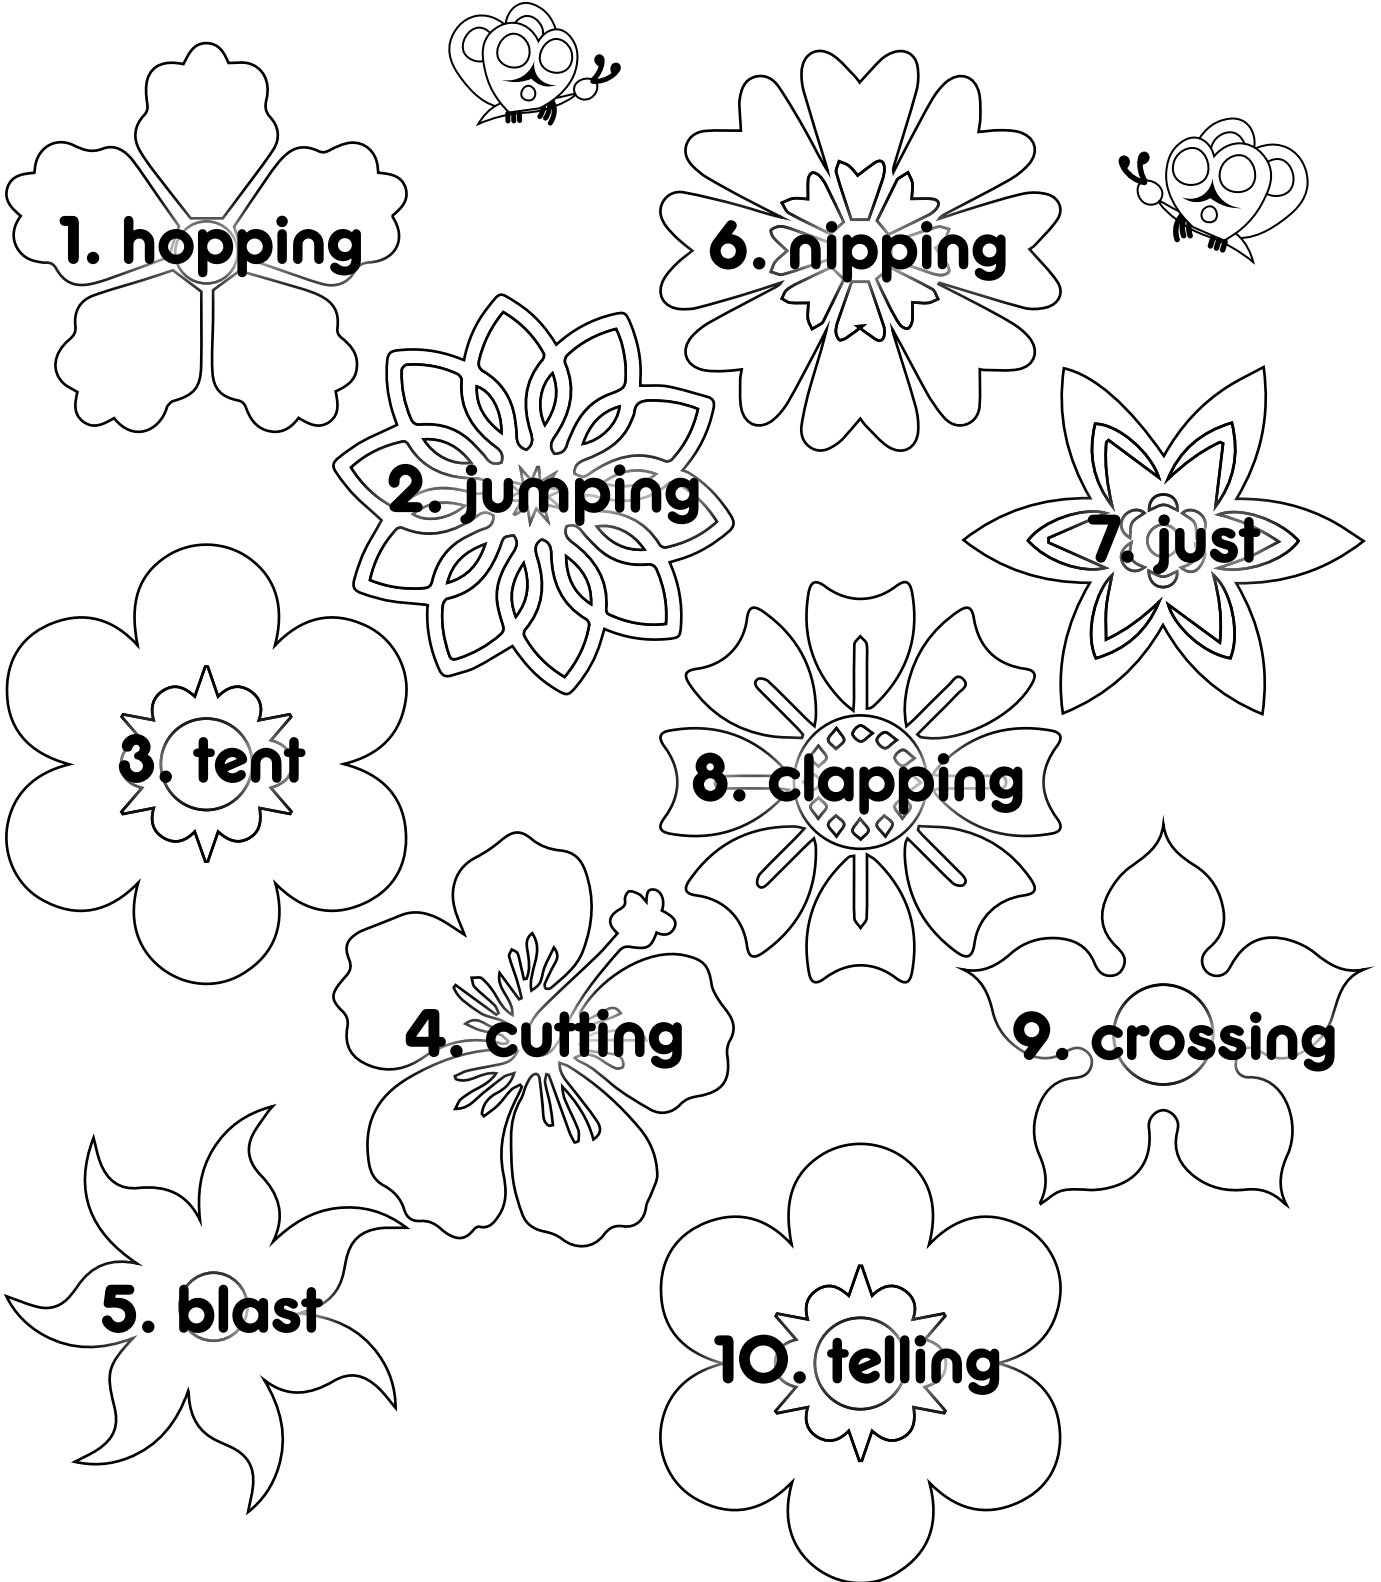 1. hopping
2. jumping
3. tent
4. cutting
5. blast
6. nipping
7. just
8. clapping
9. crossing
10. telling